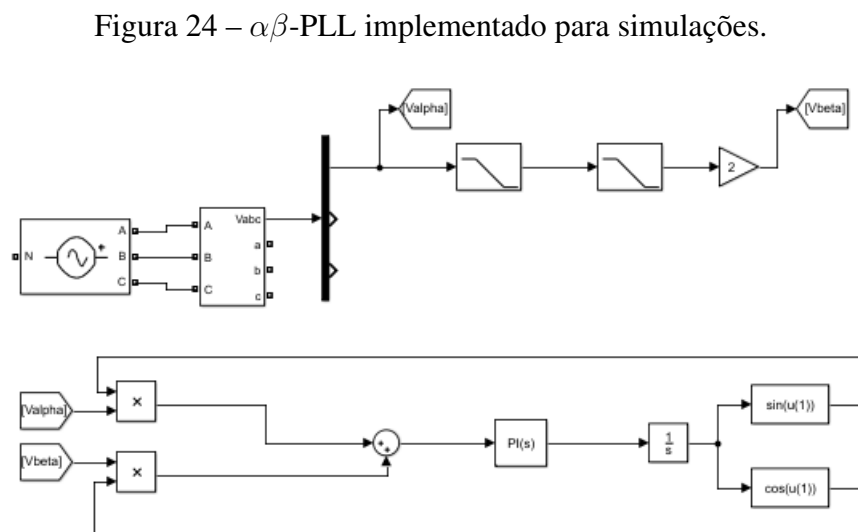 Figura 24 – αβ-PLL implementado para simulações.
[Valpha]
[Vbeta]
2
N
A
B
C
A
B
C
Vabc
a
b
c
[Valpha]
×
[Vbeta]
×
+
+
PI(s)
1
s
sin(u(1))
cos(u(1))